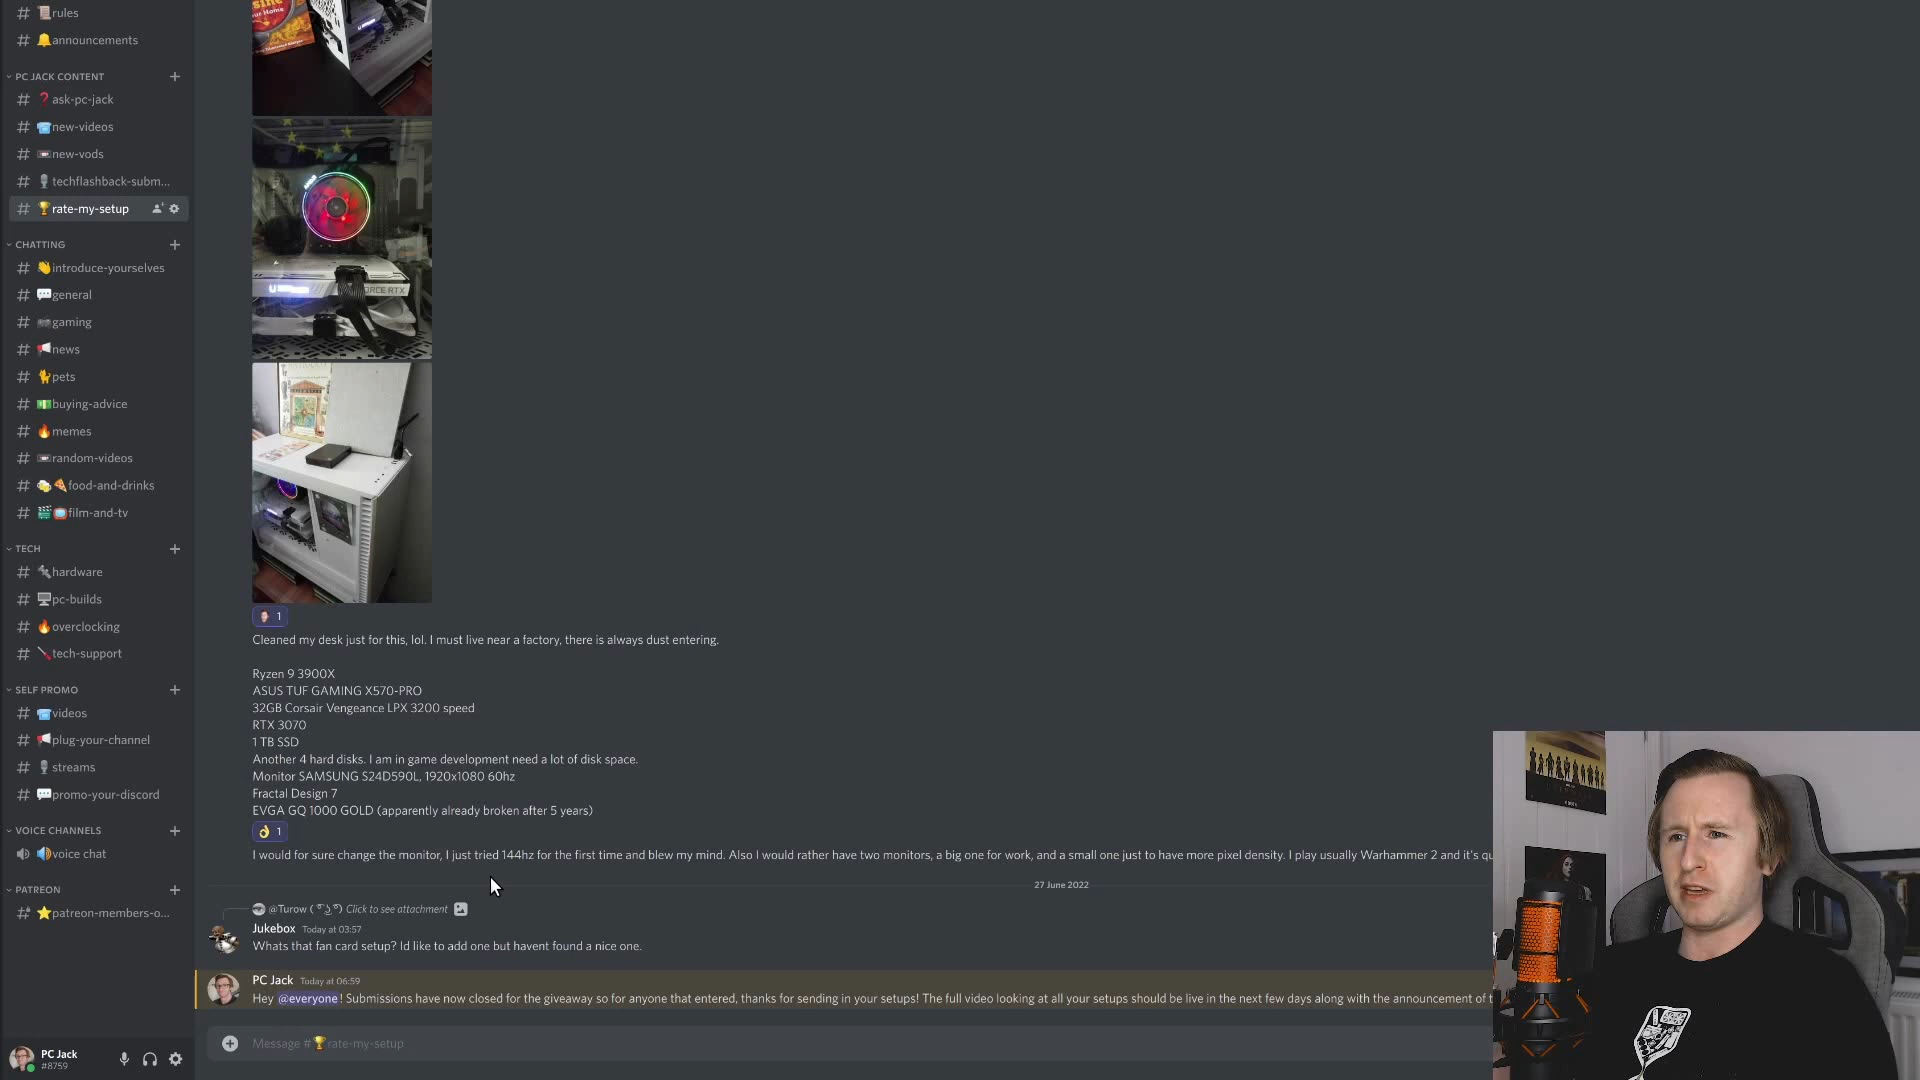 rules
announcements
PC JACK CONTENT
ask-pc-jack
new-videos
new-vods
techflashback-subm...
rate-my-setup
CHATTING
introduce-yourselves
general
gaming
news
pets
buying-advice
memes
random-videos
food-and-drinks
film-and-tv
TECH
hardware
pc-builds
overclocking
tech-support
SELF PROMO
videos
plug-your-channel
streams
promo-your-discord
VOICE CHANNELS
voice chat
PATREON
patreon-members-o...
PC Jack
#8759
FORCE RTX
1
Cleaned my desk just for this, lol. I must live near a factory, there is always dust entering.
Ryzen 9 3900X
ASUS TUF GAMING X570-PRO
32GB Corsair Vengeance LPX 3200 speed
RTX 3070
1 TB SSD
Another 4 hard disks. I am in game development need a lot of disk space.
Monitor SAMSUNG S24D590L, 1920x1080 60hz
Fractal Design 7
EVGA GQ 1000 GOLD (apparently already broken after 5 years)
👌 1
I would for sure change the monitor, I just tried 144hz for the first time and blew my mind. Also I would rather have two monitors, a big one for work, and a small one just to have more pixel density. I play usually Warhammer 2 and it's qu
27 June 2022
@Turow ( ͡° ͜ʖ ͡°) Click to see attachment
Jukebox Today at 03:57
Whats that fan card setup? Id like to add one but havent found a nice one.
PC Jack Today at 06:59
Hey @everyone! Submissions have now closed for the giveaway so for anyone that entered, thanks for sending in your setups! The full video looking at all your setups should be live in the next few days along with the announcement of t
Message #🏆rate-my-setup